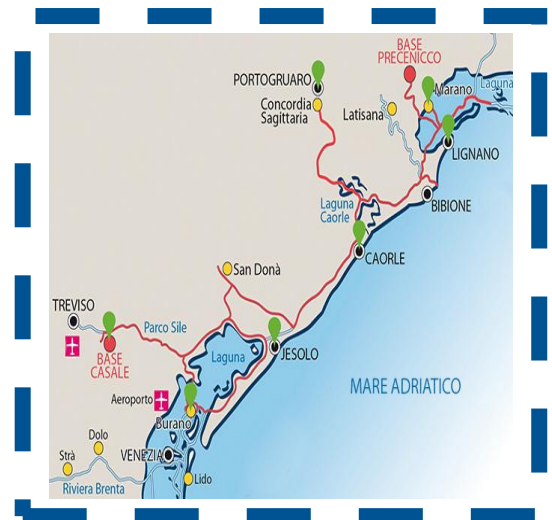 BASE
PRECENICCO
PORTOGRUARO
Marano
Laguna
Concordia
Sagittaria
Latisana
LIGNANO
Laguna
Caorle
BIBIONE
CAORLE
San Donà
TREVISO
Parco Sile
BASE
CASALE
Laguna
JESOLO
MARE ADRIATICO
Aeroporto
Burano
Dolo
Strà
VENEZIA
Lido
Riviera Brenta